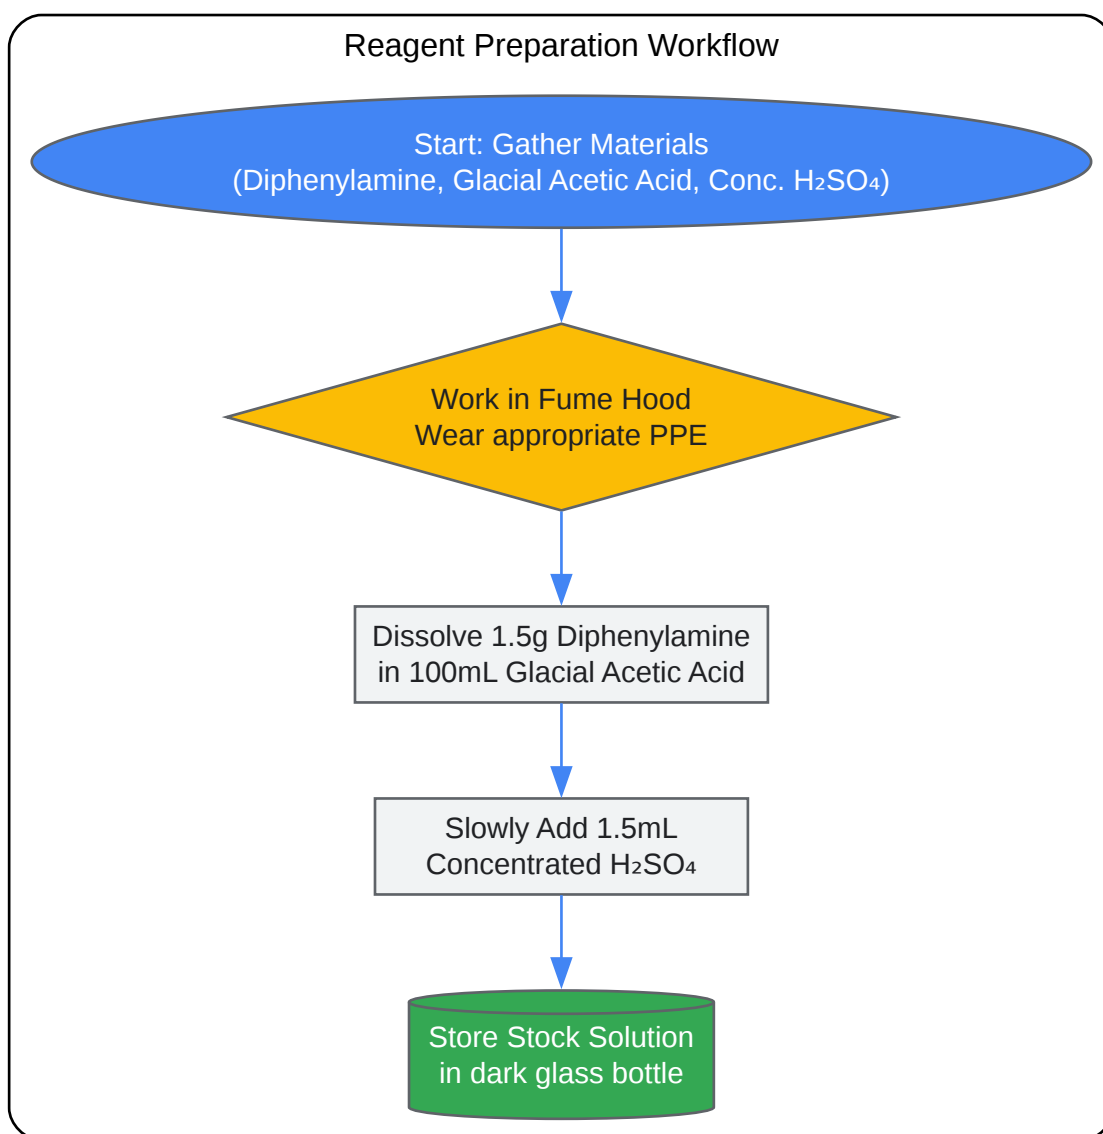 Reagent Preparation Workflow
Start: Gather Materials
(Diphenylamine, Glacial Acetic Acid, Conc. H₂SO₄)
Work in Fume Hood
Wear appropriate PPE
Dissolve 1.5g Diphenylamine
in 100mL Glacial Acetic Acid
Slowly Add 1.5mL
Concentrated H₂SO₄
Store Stock Solution
in dark glass bottle